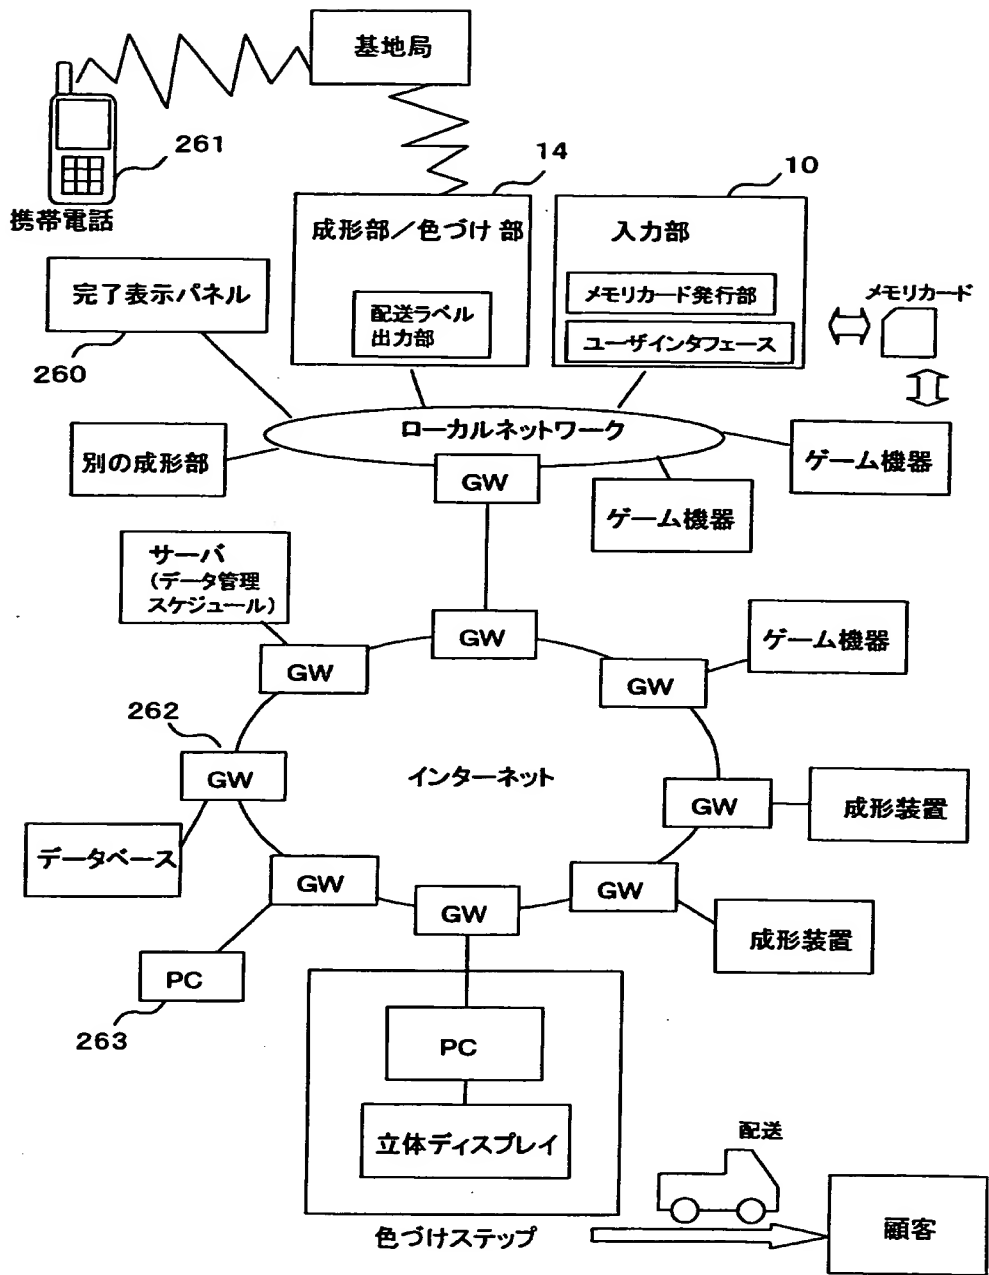 基地局
261
携帯電話
14
10
成形部／色づけ部
配送ラベル
出力部
入力部
メモリカード発行部
ユーザインタフェース
メモリカード
完了表示パネル
260
ローカルネットワーク
別の成形部
GW
ゲーム機器
ゲーム機器
サーバ
(データ管理
スケジュール)
GW
GW
GW
ゲーム機器
262
GW
インターネット
GW
成形装置
データベース
GW
GW
GW
成形装置
PC
263
PC
立体ディスプレイ
色づけステップ
配送
顧客